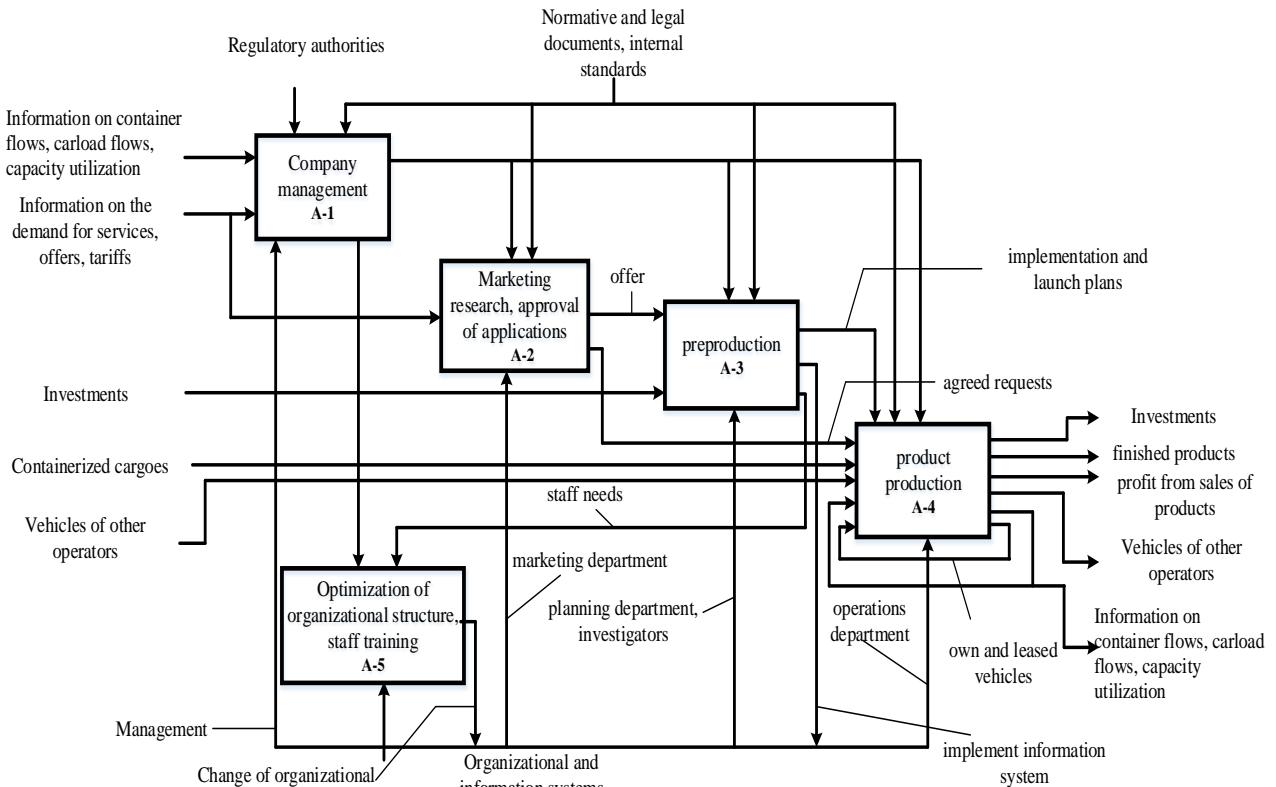 Normative and legal
documents, internal
standards
Regulatory authorities
Information on container
flows, carload flows,
capacity utilization
Company
management
A-1
Information on the
demand for services,
offers, tariffs
implementation and
launch plans
Marketing
research, approval
of applications
A-2
offer
preproduction
A-3
Investments
agreed requests
Investments
Containerized cargoes
product
production
A-4
finished products
profit from sales of
products
staff needs
Vehicles of other
operators
Vehicles of other
operators
marketing department
Optimization of
organizational structure,
staff training
A-5
planning department,
investigators
operations
department
own and leased
vehicles
Information on
container flows, carload
flows, capacity
utilization
Management
Change of organizational
Organizational and
information systems
implement information
system